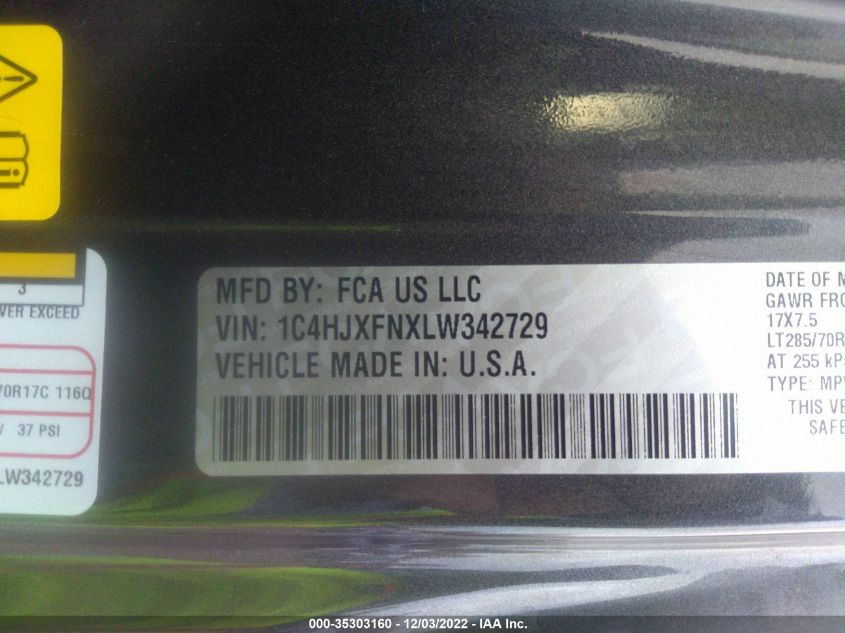 3
VER EXCEED
70R17C 116Q
/ 37 PSI
LW342729
MFD BY: FCA US LLC
VIN: 1C4HJXFNXLW342729
VEHICLE MADE IN: U.S.A.
DATE OF M
GAWR FRO
17X7.5
LT285/70R
AT 255 kPa
TYPE: MPV
THIS VE
SAFE
000-35303160 - 12/03/2022 - IAA Inc.